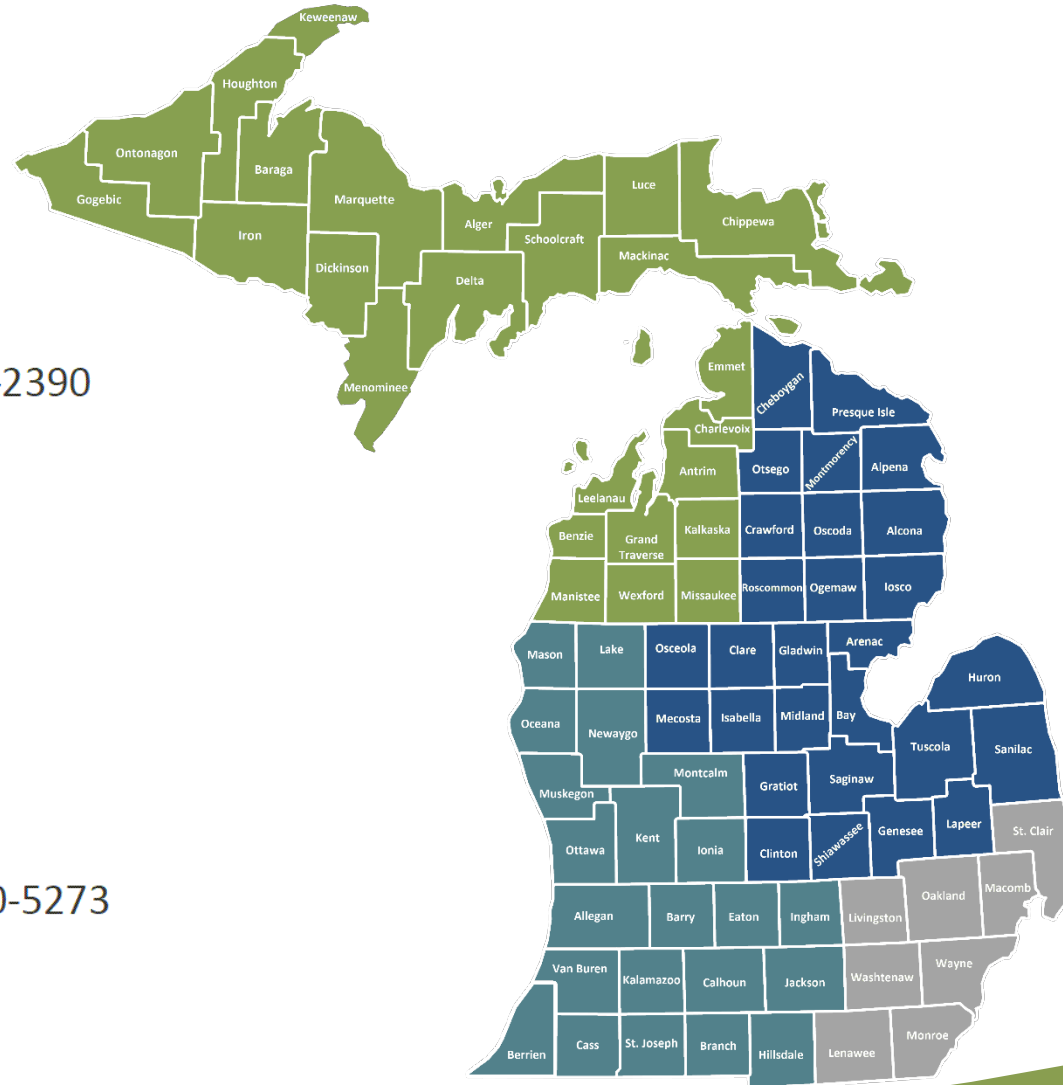 Keweenaw
Houghton
Ontonagon
Baraga
Gogebic
Marquette
Iron
Dickinson
Alger
Luce
Chippewa
Schoolcraft
Mackinac
Delta
Menominee
-2390
Emmet
Cheboygan
Presque Isle
Charlevoix
Antrim
Otsego
Montmorency
Alpena
Leelanau
Benzie
Grand
Traverse
Kalkaska
Crawford
Oscoda
Alcona
Manistee
Wexford
Missaukee
Roscommon
Ogemaw
Iosco
Mason
Lake
Osceola
Clare
Gladwin
Arenac
Huron
Oceana
Newaygo
Mecosta
Isabella
Midland
Bay
Tuscola
Sanilac
Muskegon
Montcalm
Gratiot
Saginaw
Ottawa
Kent
Ionia
Clinton
Shiawassee
Genesee
Lapeer
St. Clair
0-5273
Allegan
Barry
Eaton
Ingham
Livingston
Oakland
Macomb
Van Buren
Kalamazoo
Calhoun
Jackson
Washtenaw
Wayne
Berrien
Cass
St. Joseph
Branch
Hillsdale
Lenawee
Monroe